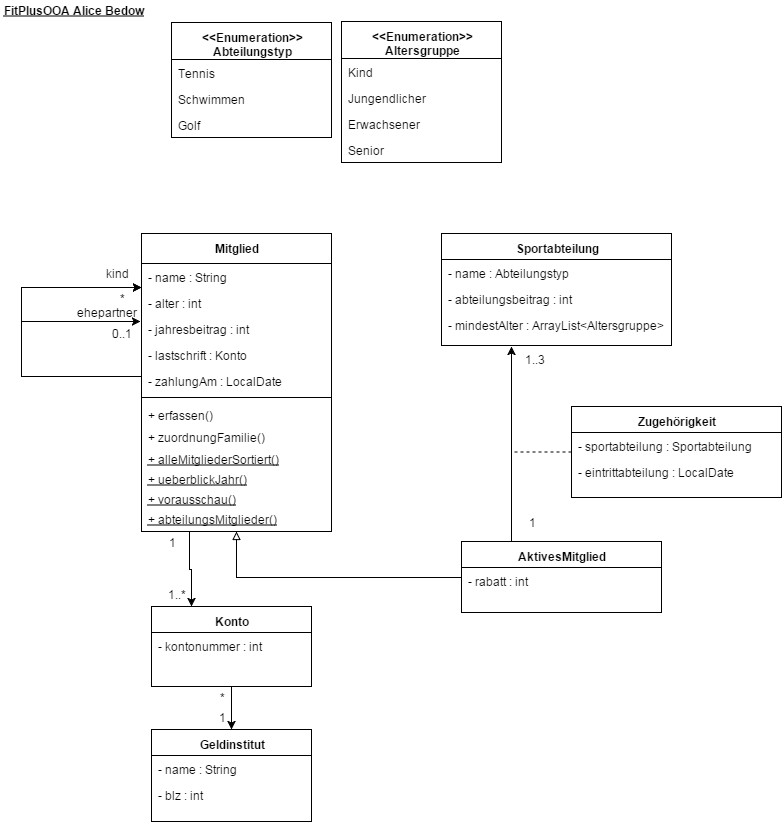 FitPlusOOA Alice Bedow
<<Enumeration>>
Abteilungstyp
Tennis
Schwimmen
Golf
<<Enumeration>>
Altersgruppe
Kind
Jungendlicher
Erwachsener
Senior
Mitglied
- name : String
- alter : int
- jahresbeitrag : int
- lastschrift : Konto
- zahlungAm : LocalDate
+ erfassen()
+ zuordnungFamilie()
+ alleMitgliederSortiert()
+ ueberblickJahr()
+ vorausschau()
+ abteilungsMitglieder()
kind
*
ehepartner
0..1
Sportabteilung
- name : Abteilungstyp
- abteilungsbeitrag : int
- mindestAlter : ArrayList<Altersgruppe>
1..3
Zugehörigkeit
- sportabteilung : Sportabteilung
- eintrittabteilung : LocalDate
1
AktivesMitglied
- rabatt : int
1
1..*
Konto
- kontonummer : int
*
1
Geldinstitut
- name : String
- blz : int